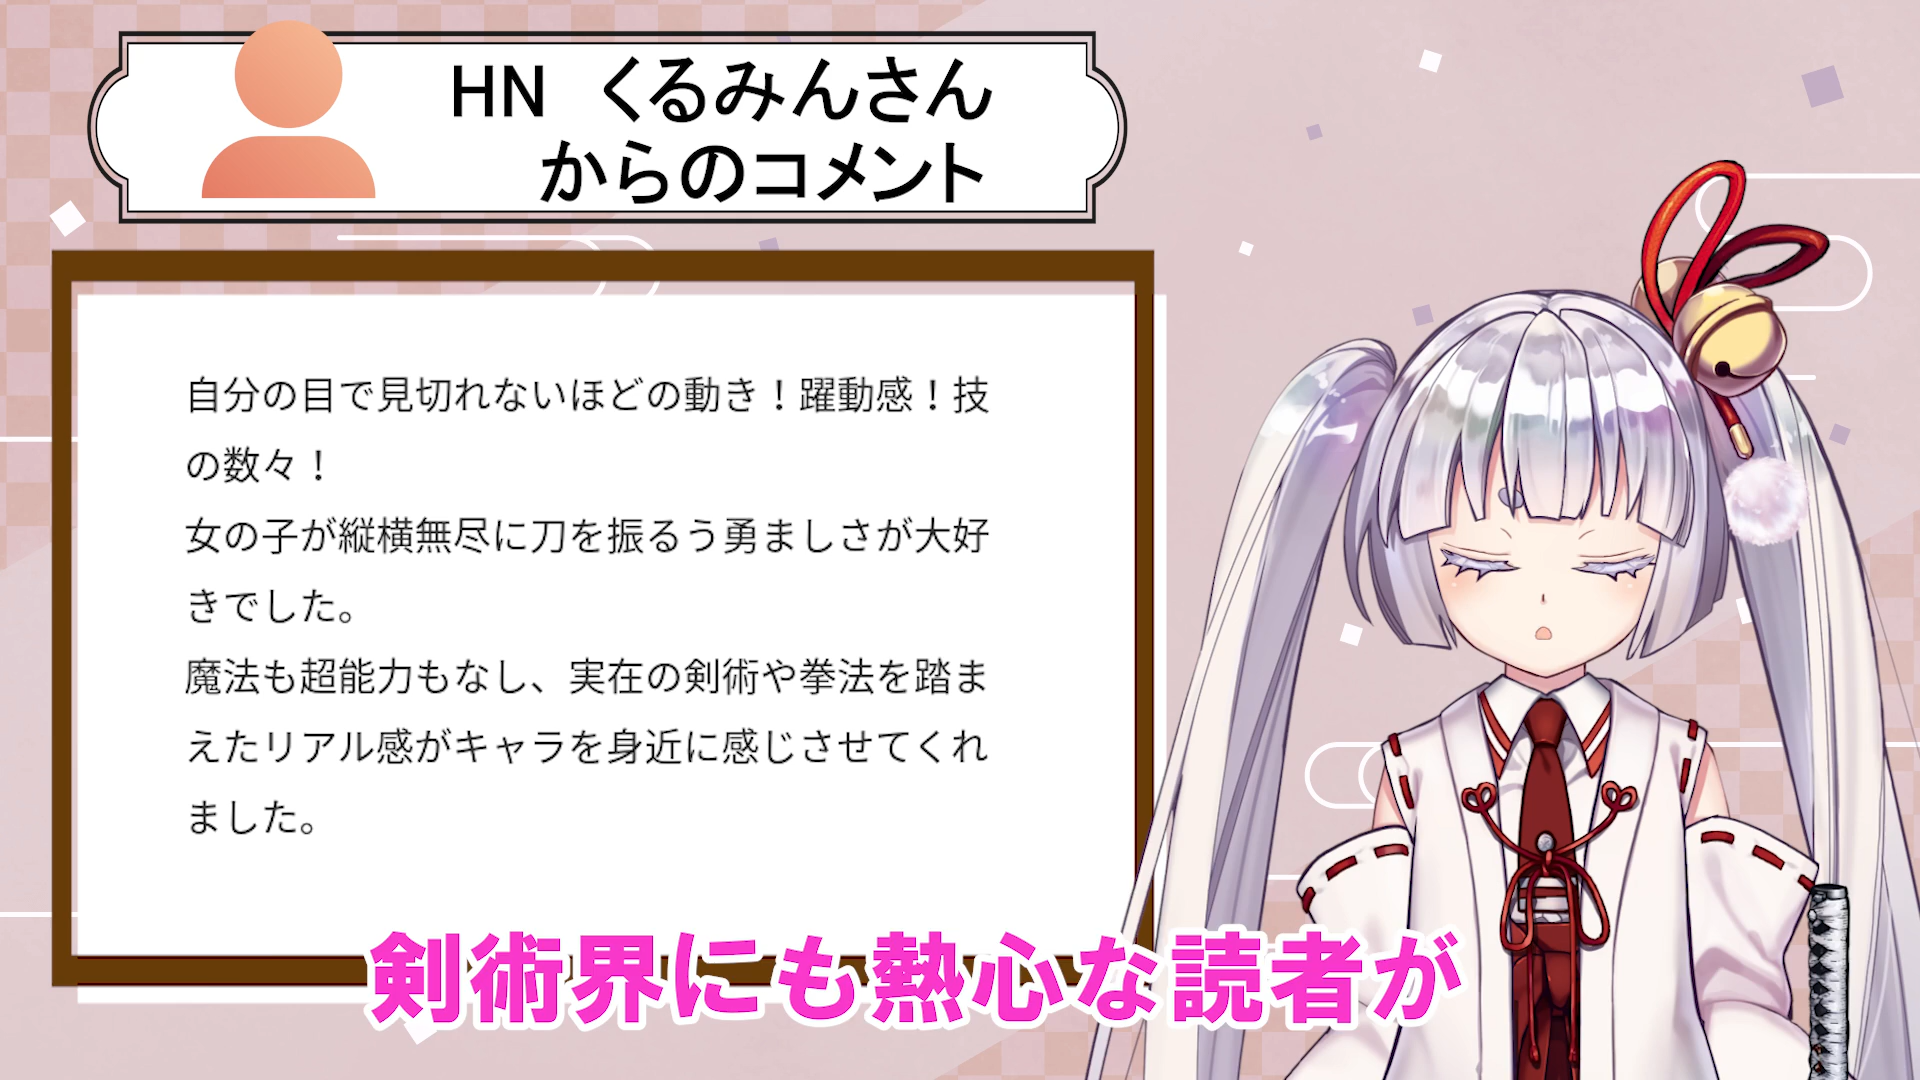 HN　くるみんさん
からのコメント
自分の目で見切れないほどの動き！躍動感！技
の数々！
女の子が縦横無尽に刀を振るう勇ましさが大好
きでした。
魔法も超能力もなし、実在の剣術や拳法を踏ま
えたリアル感がキャラを身近に感じさせてくれ
ました。
剣術界にも熱心な読者が